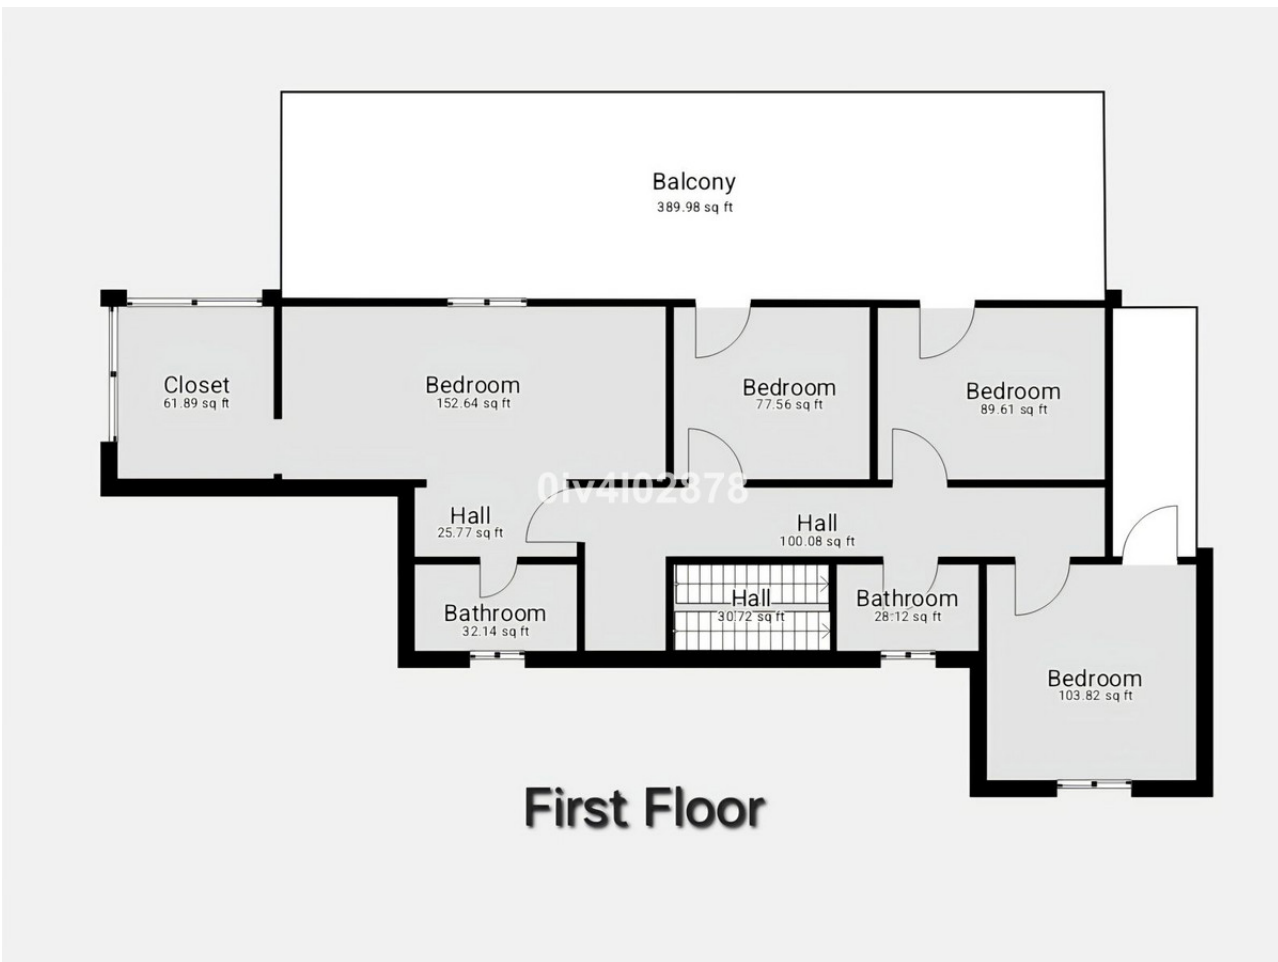 Balcony
389.98 sq ft
Closet
61.89 sq ft
Bedroom
152.64 sq ft
Bedroom
77.56 sq ft
Bedroom
89.61 sq ft
0lv4l02878
Hall
25.77 sq ft
Hall
100.08 sq ft
Bathroom
32.14 sq ft
Hall
30.72 sq ft
Bathroom
28.12 sq ft
Bedroom
103.82 sq ft
First Floor